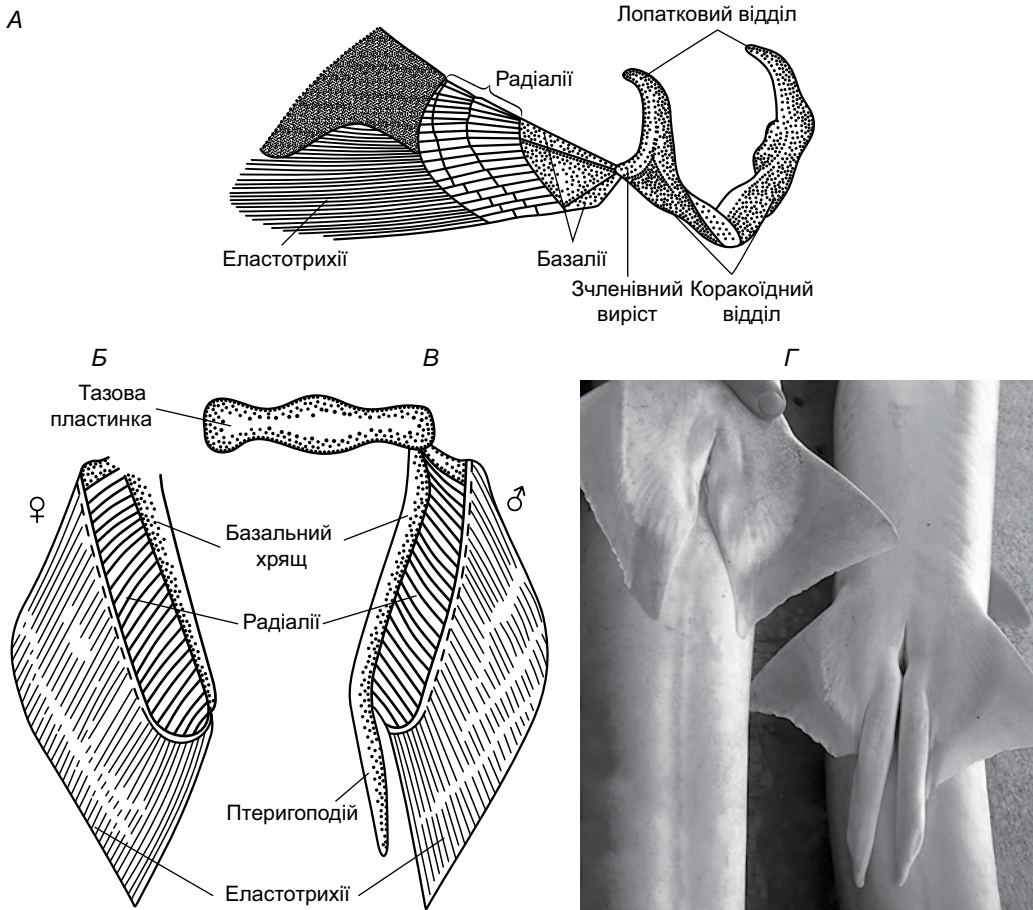 А
Лопатковий відділ
Радіалії
Еластотрихії
Базалії
Зчленівний
виріст
Коракоїдний
відділ
Б
В
Г
Тазова
пластинка
♀
♂
Базальний
хрящ
Радіалії
Птеригоподій
Еластотрихії